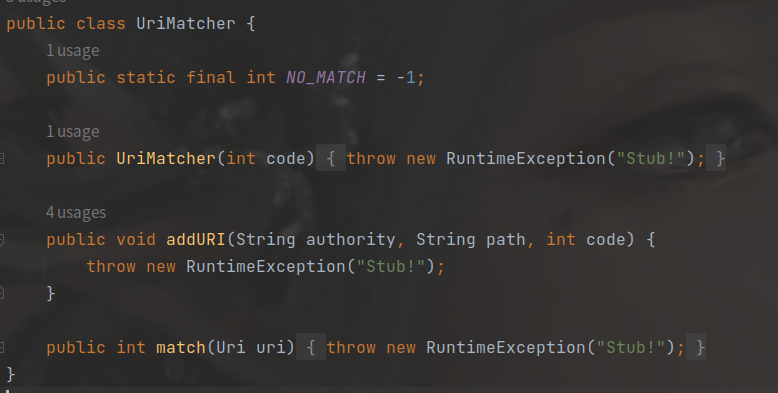 public class UriMatcher {
1 usage
public static final int NO_MATCH = -1;
1 usage
public UriMatcher(int code) { throw new RuntimeException("Stub!"); }
4 usages
public void addURI(String authority, String path, int code) {
throw new RuntimeException("Stub!");
}
public int match(Uri uri) { throw new RuntimeException("Stub!"); }
}